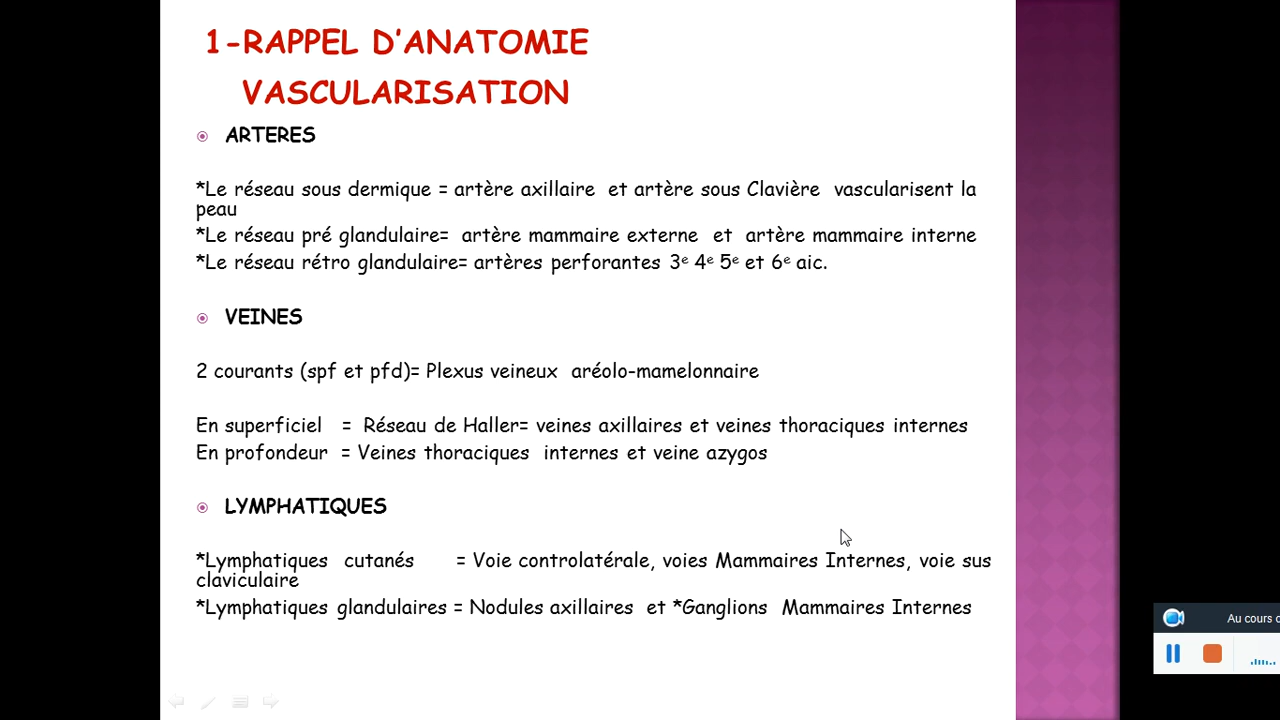 1-RAPPEL D'ANATOMIE
VASCULARISATION
ARTERES
*Le réseau sous dermique = artère axillaire et artère sous Clavière vascularisent la
peau
*Le réseau pré glandulaire= artère mammaire externe et artère mammaire interne
*Le réseau rétro glandulaire= artères perforantes 3e 4e 5e et 6e aic.
VEINES
2 courants (spf et pfd)= Plexus veineux aréolo-mamelonnaire
En superficiel = Réseau de Haller= veines axillaires et veines thoraciques internes
En profondeur = Veines thoraciques internes et veine azygos
LYMPHATIQUES
*Lymphatiques cutanés = Voie controlatérale, voies Mammaires Internes, voie sus
claviculaire
*Lymphatiques glandulaires = Nodules axillaires et *Ganglions Mammaires Internes
Au cours